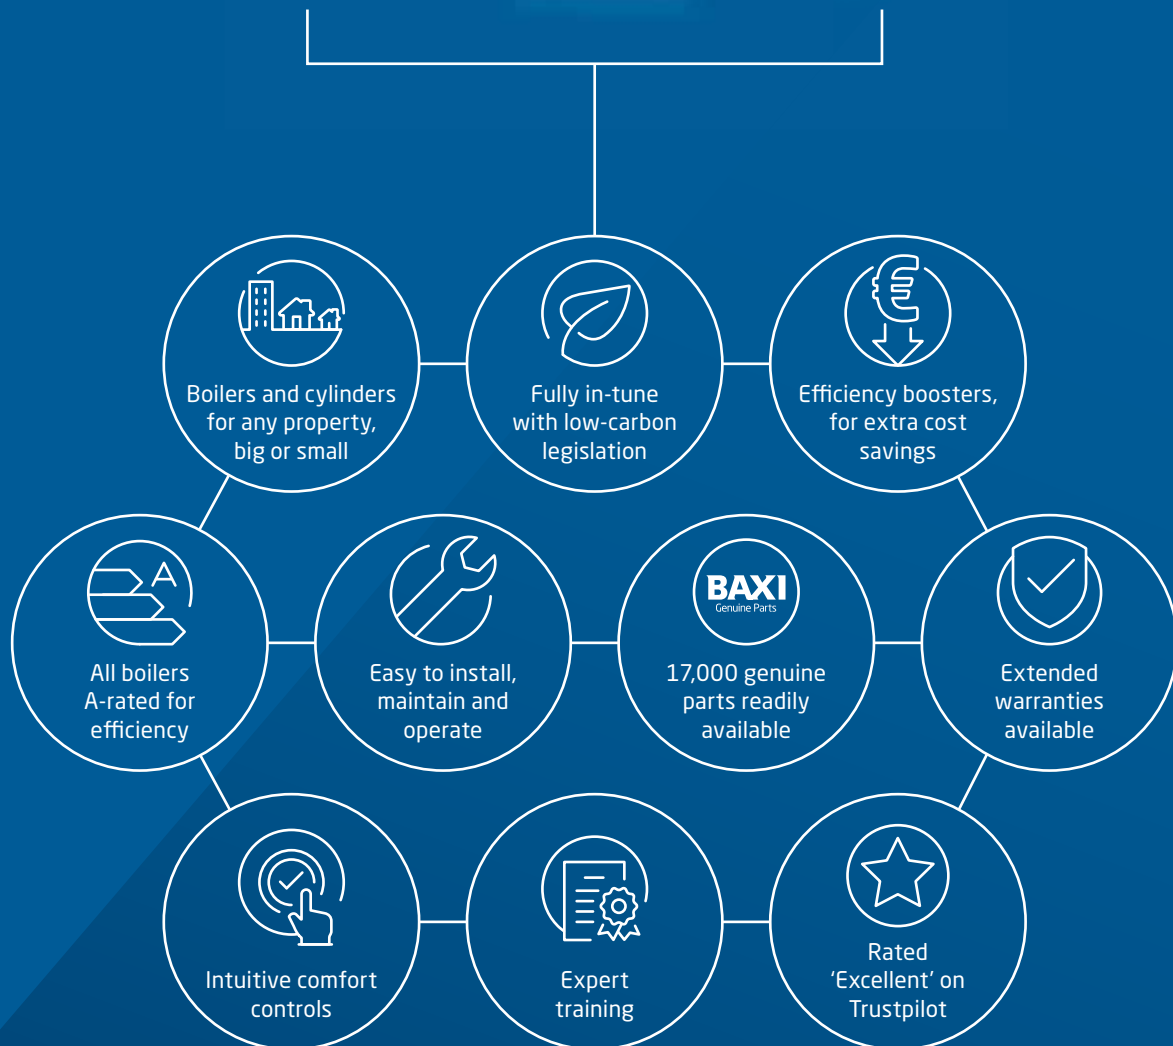 Boilers and cylinders
for any property,
big or small
Fully in-tune
with low-carbon
legislation
€
Efficiency boosters,
for extra cost
savings
A
All boilers
A-rated for
efficiency
Easy to install,
maintain and
operate
BAXI
Genuine Parts
17,000 genuine
parts readily
available
Extended
warranties
available
Intuitive comfort
controls
Expert
training
Rated
‘Excellent’ on
Trustpilot